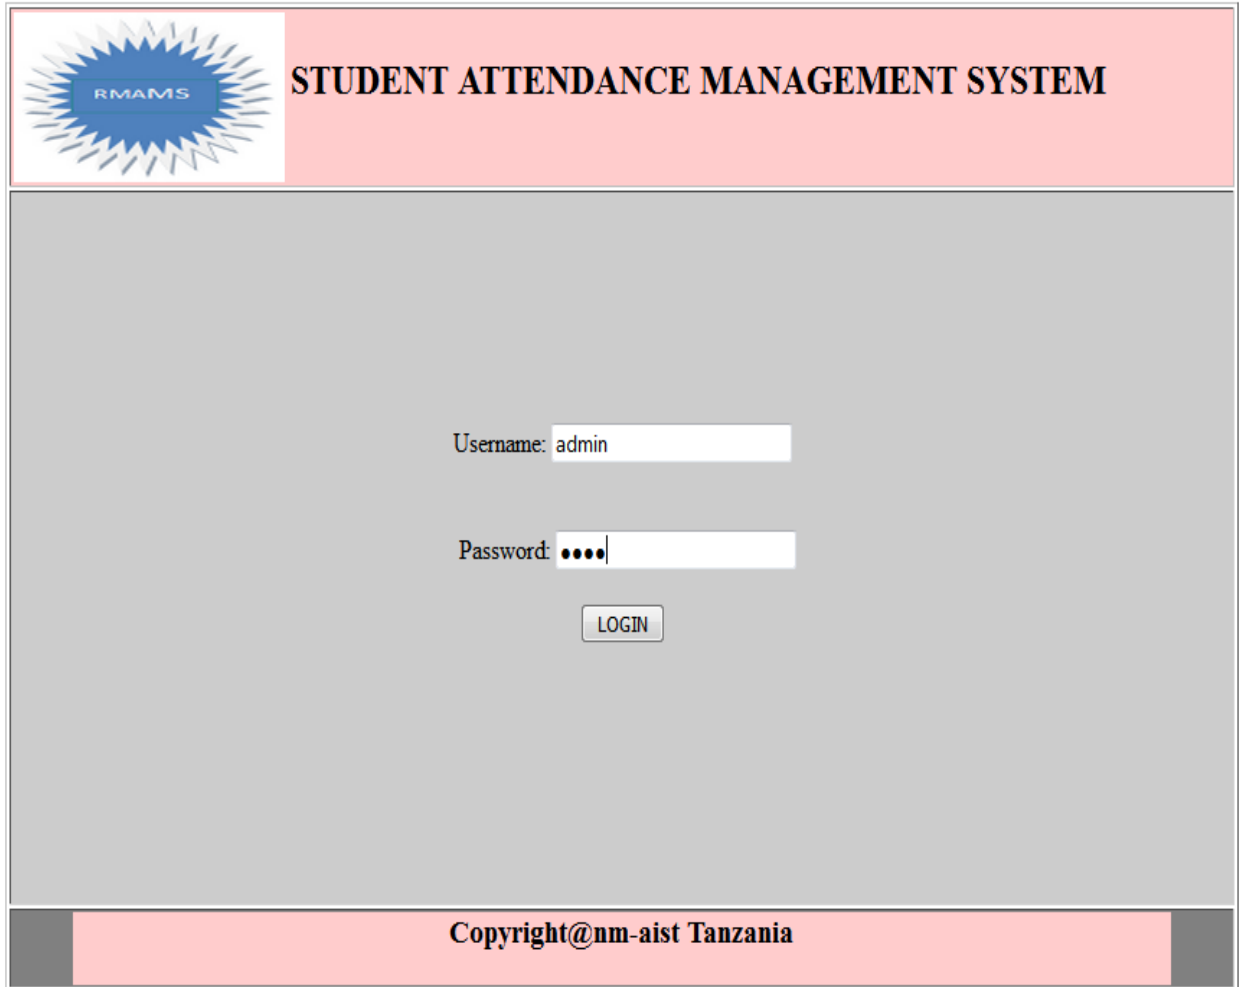 RMAMS
STUDENT ATTENDANCE MANAGEMENT SYSTEM
Username: admin
Password: ••••
LOGIN
Copyright@nm-aist Tanzania